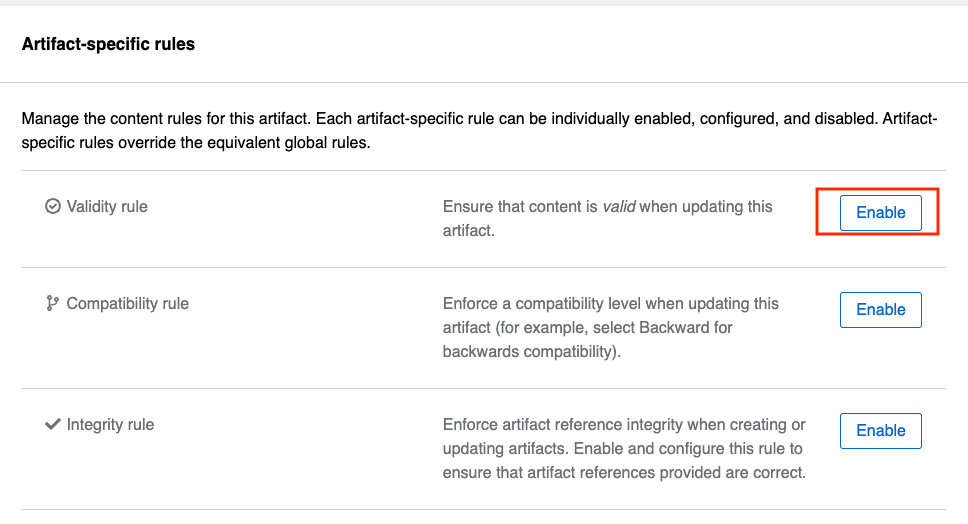 Artifact-specific rules
Manage the content rules for this artifact. Each artifact-specific rule can be individually enabled, configured, and disabled. Artifact-
specific rules override the equivalent global rules.
Validity rule
Ensure that content is valid when updating this
artifact.
Enable
Compatibility rule
Enforce a compatibility level when updating this
artifact (for example, select Backward for
backwards compatibility).
Enable
Integrity rule
Enforce artifact reference integrity when creating or
updating artifacts. Enable and configure this rule to
ensure that artifact references provided are correct.
Enable